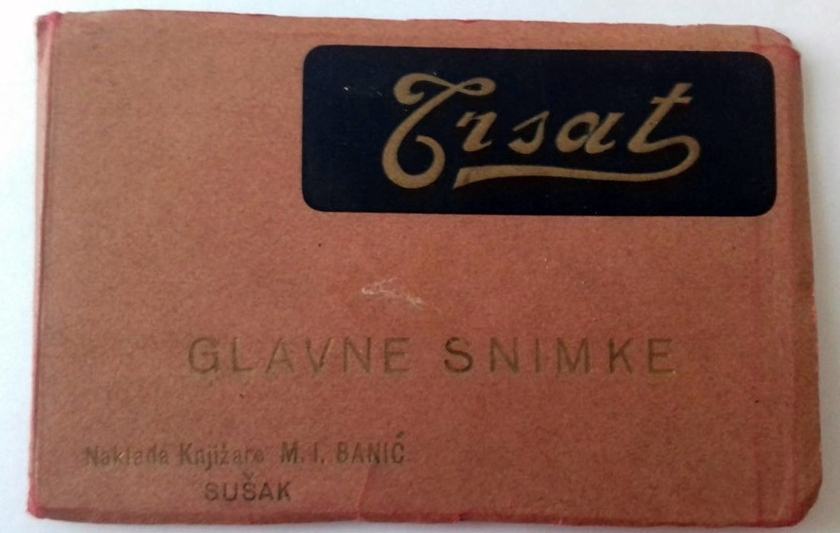 Trsat
GLAVNE SNIMKE
Naklada Knjižare M. I. BANIĆ
SUŠAK